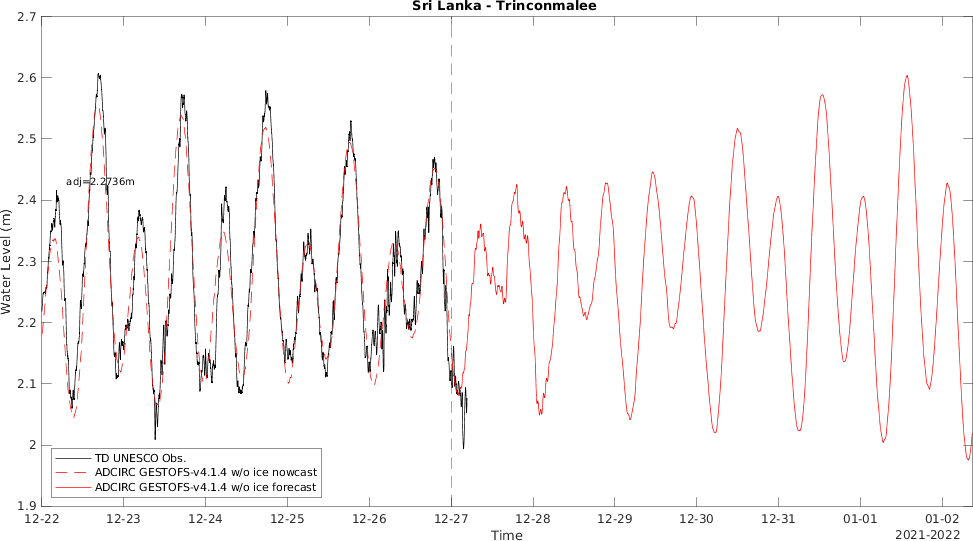 Sri Lanka - Trinconmalee
2.7
2.6
2.5
2.4
2.3
2.2
2.1
2
1.9
Water Level (m)
adj=2.2736m
TD UNESCO Obs.
ADCIRC GESTOFS-v4.1.4 w/o ice nowcast
ADCIRC GESTOFS-v4.1.4 w/o ice forecast
12-22 12-23 12-24 12-25 12-26 12-27 12-28 12-29 12-30 12-31 01-01 01-02
Time
2021-2022